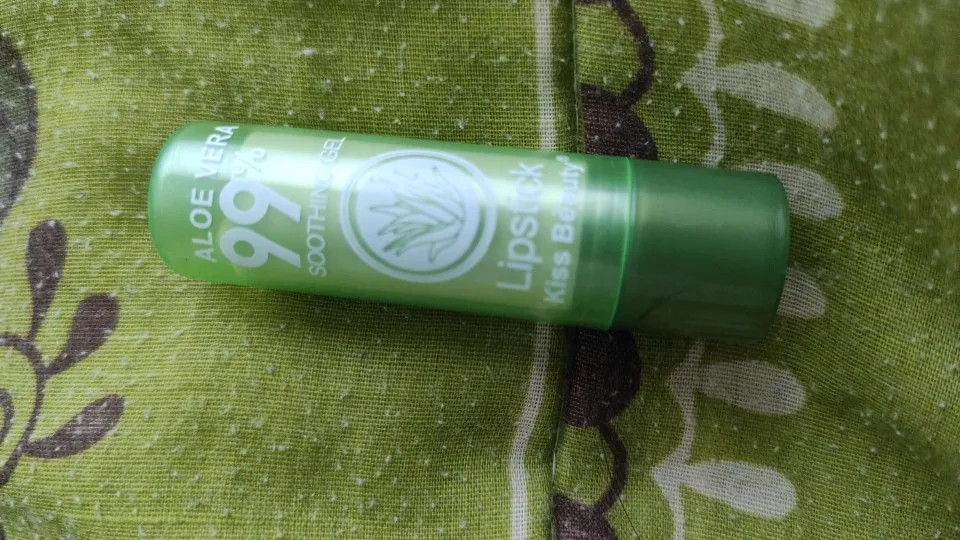 ALOE VERA
99%
SOOTHING GEL
Lipstick
Kiss Beauty®